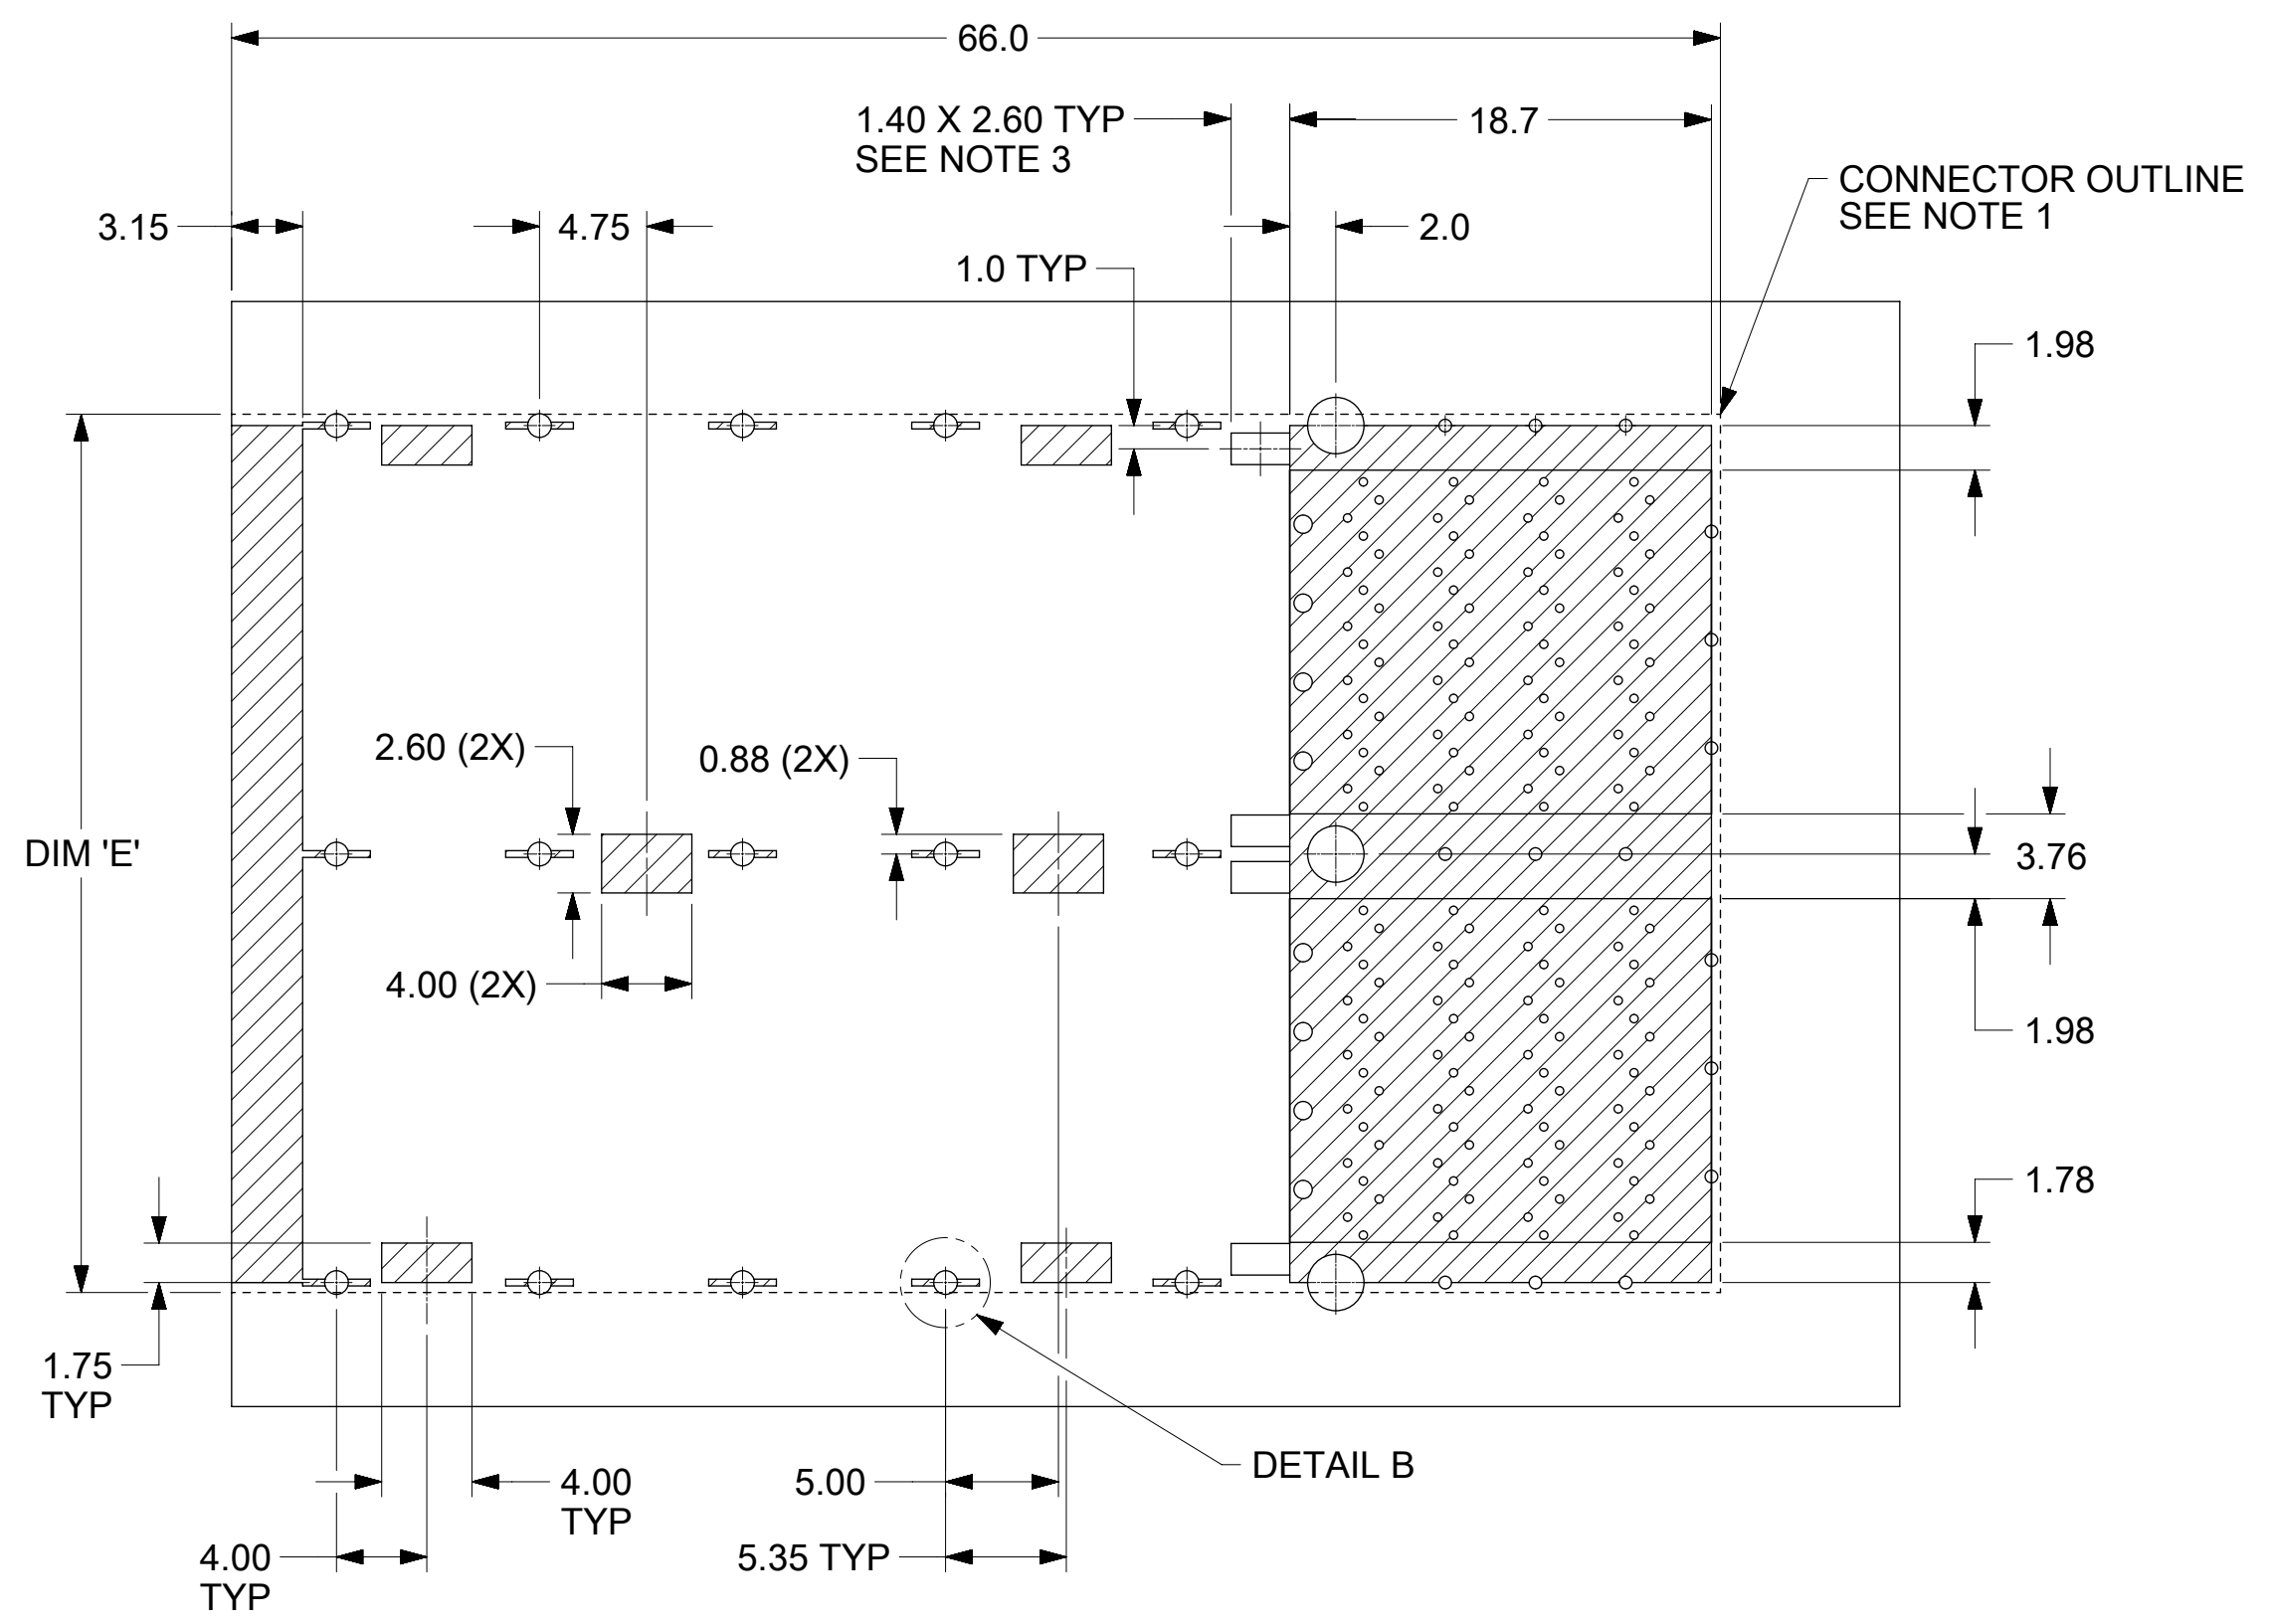 66.0
1.40 X 2.60 TYP
SEE NOTE 3
18.7
CONNECTOR OUTLINE
SEE NOTE 1
3.15
4.75
2.0
1.0 TYP
1.98
2.60 (2X)
0.88 (2X)
DIM 'E'
3.76
4.00 (2X)
1.98
1.78
1.75
TYP
DETAIL B
4.00
TYP
5.00
4.00
TYP
5.35 TYP